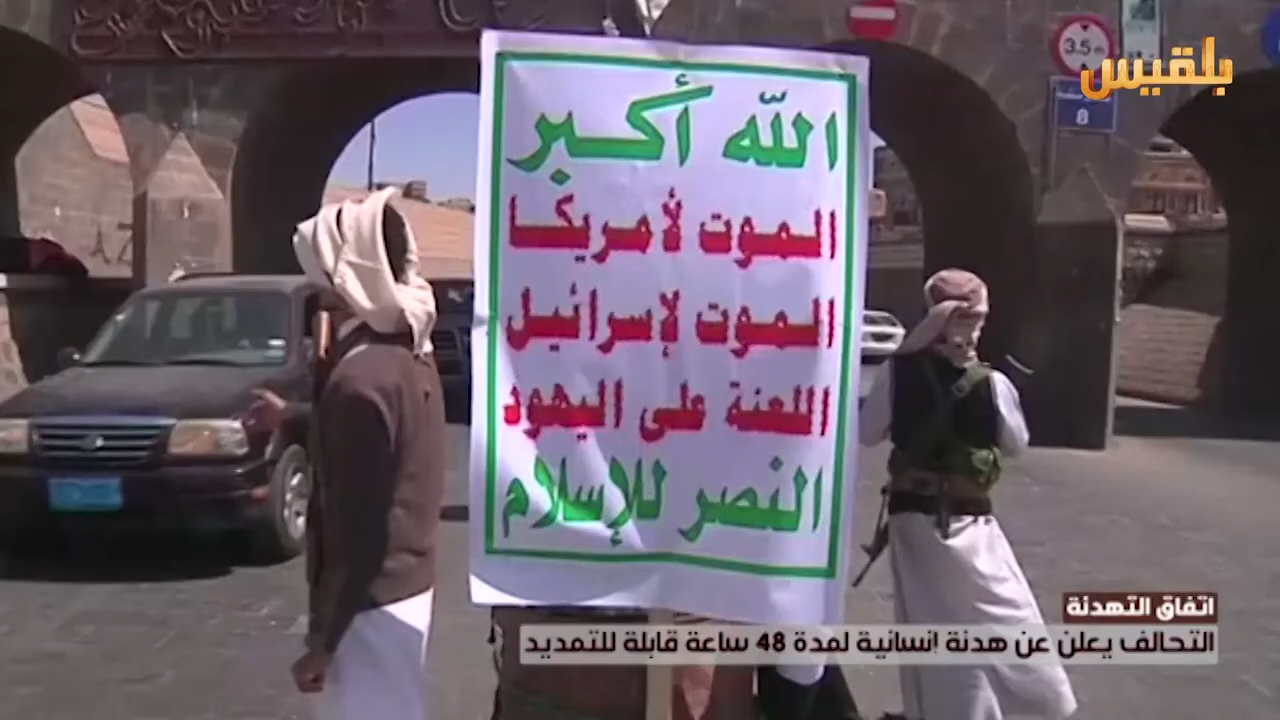 بلقيس
3.5 m
8
الله أكبر
الموت لأمريكا
الموت لإسرائيل
اللعنة على اليهود
النصر للإسلام
اتفاق التهدنة
التحالف يعلن عن هدنة إنسانية لمدة 48 ساعة قابلة للتمديد